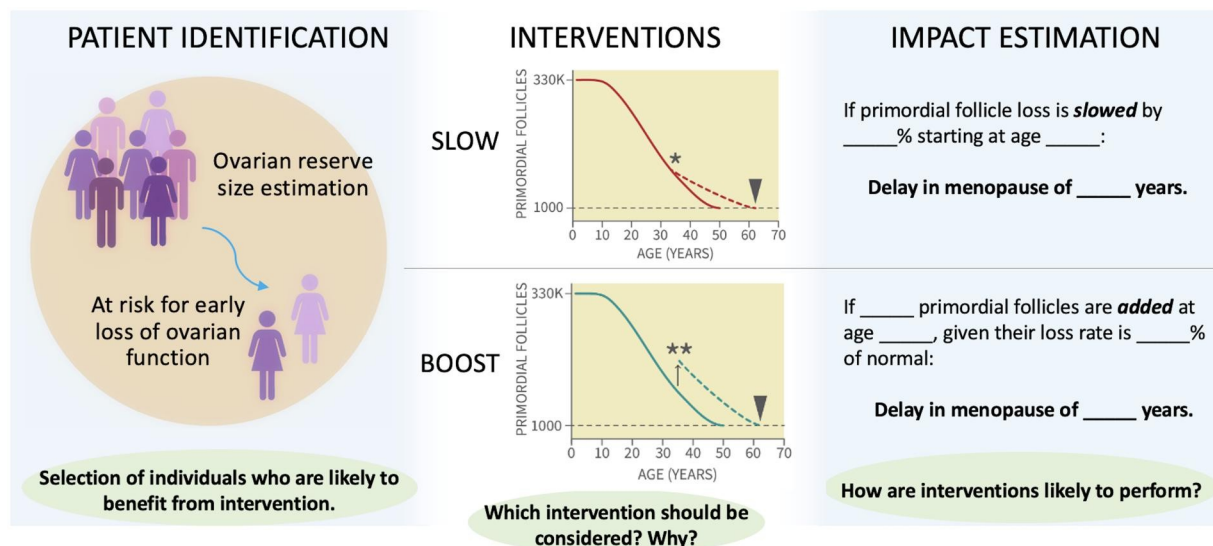 PATIENT IDENTIFICATION
Ovarian reserve
size estimation
At risk for early
loss of ovarian
function
Selection of individuals who are likely to
benefit from intervention.
INTERVENTIONS
SLOW
PRIMORDIAL FOLLICLES
330K
1000
*
0 10 20 30 40 50 60 70
AGE (YEARS)
BOOST
PRIMORDIAL FOLLICLES
330K
1000
**
↑
0 10 20 30 40 50 60 70
AGE (YEARS)
Which intervention should be
considered? Why?
IMPACT ESTIMATION
If primordial follicle loss is slowed by
_____% starting at age _____:
Delay in menopause of _____ years.
If _____ primordial follicles are added at
age _____, given their loss rate is _____%
of normal:
Delay in menopause of _____ years.
How are interventions likely to perform?